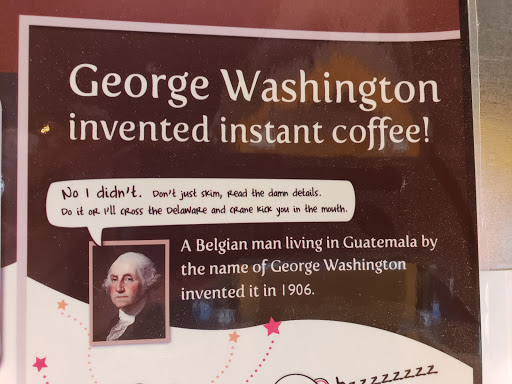 George Washington
invented instant coffee!
No I didn't. Don't just skim, read the damn details.
Do it or I'll cross the Delaware and crane kick you in the mouth.
A Belgian man living in Guatemala by
the name of George Washington
invented it in 1906.
bzzzzzzzz